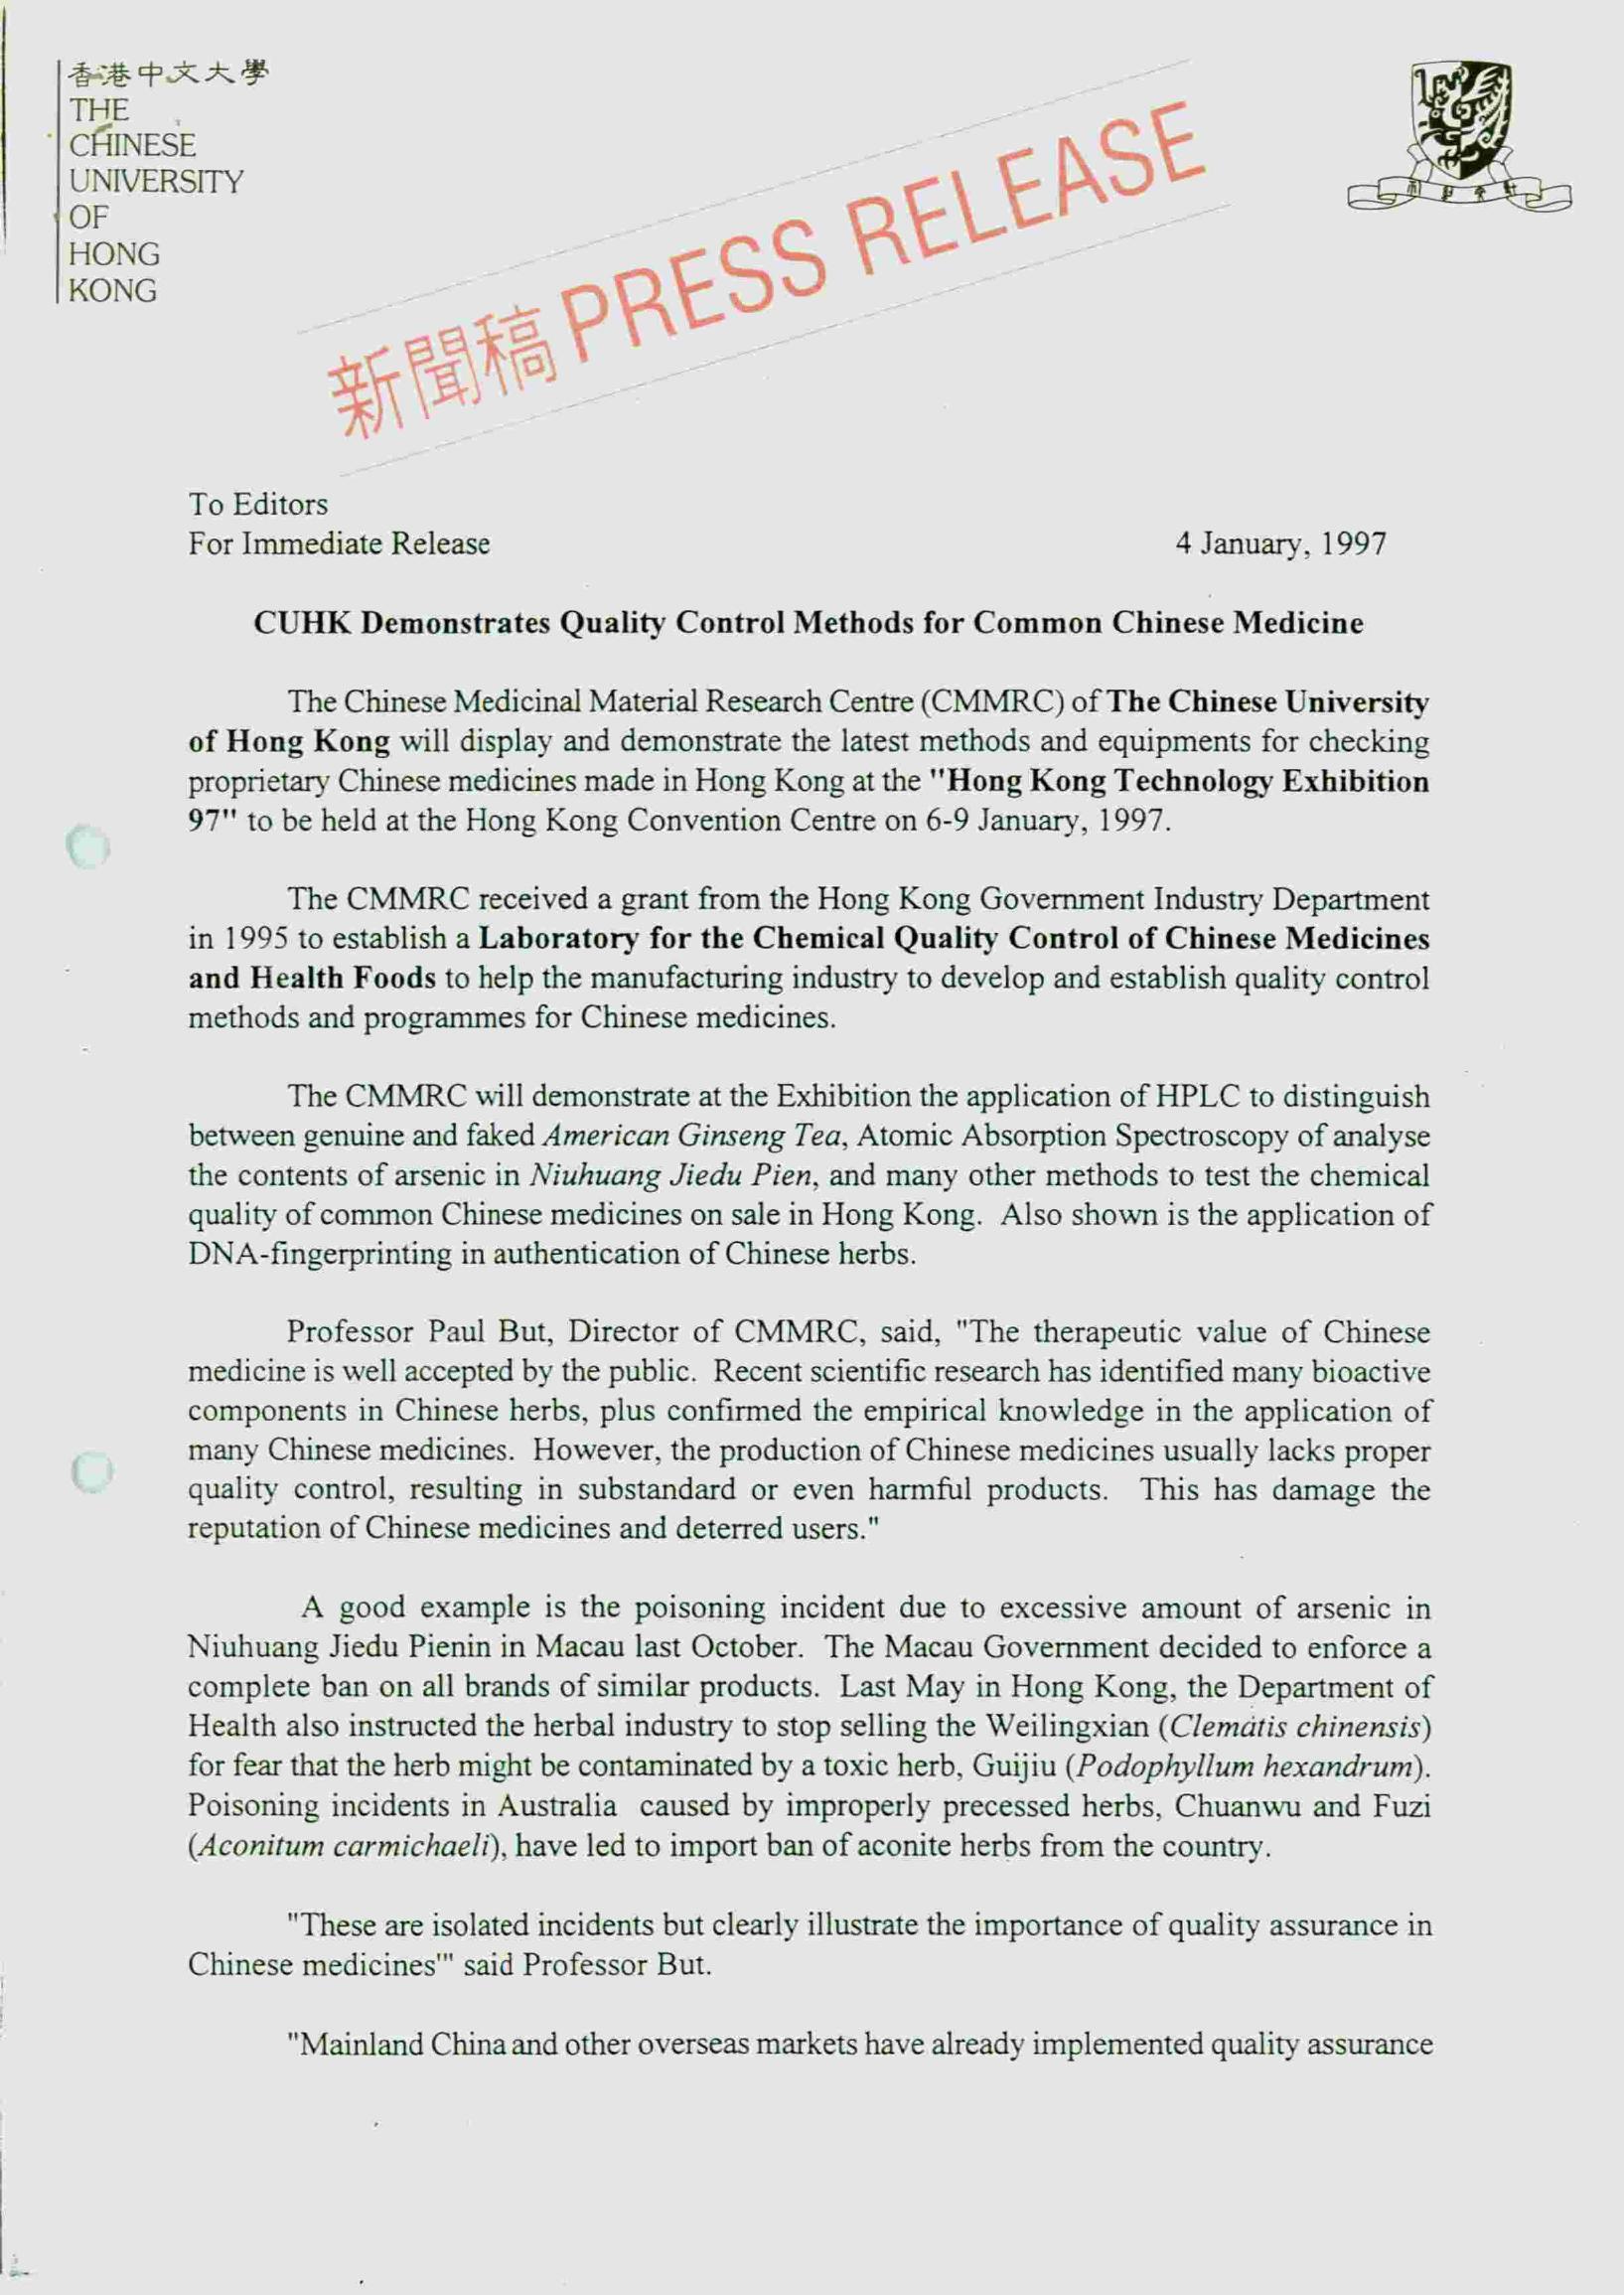 香港中文大學
THE
CHINESE
UNIVERSITY
OF
HONG
KONG
新聞稿 PRESS RELEASE
To Editors
For Immediate Release 4 January, 1997
CUHK Demonstrates Quality Control Methods for Common Chinese Medicine
The Chinese Medicinal Material Research Centre (CMMRC) of The Chinese University
of Hong Kong will display and demonstrate the latest methods and equipments for checking
proprietary Chinese medicines made in Hong Kong at the "Hong Kong Technology Exhibition
97" to be held at the Hong Kong Convention Centre on 6-9 January, 1997.
The CMMRC received a grant from the Hong Kong Government Industry Department
in 1995 to establish a Laboratory for the Chemical Quality Control of Chinese Medicines
and Health Foods to help the manufacturing industry to develop and establish quality control
methods and programmes for Chinese medicines.
The CMMRC will demonstrate at the Exhibition the application of HPLC to distinguish
between genuine and faked American Ginseng Tea, Atomic Absorption Spectroscopy of analyse
the contents of arsenic in Niuhuang Jiedu Pien, and many other methods to test the chemical
quality of common Chinese medicines on sale in Hong Kong. Also shown is the application of
DNA-fingerprinting in authentication of Chinese herbs.
Professor Paul But, Director of CMMRC, said, "The therapeutic value of Chinese
medicine is well accepted by the public. Recent scientific research has identified many bioactive
components in Chinese herbs, plus confirmed the empirical knowledge in the application of
many Chinese medicines. However, the production of Chinese medicines usually lacks proper
quality control, resulting in substandard or even harmful products. This has damage the
reputation of Chinese medicines and deterred users."
A good example is the poisoning incident due to excessive amount of arsenic in
Niuhuang Jiedu Pienin in Macau last October. The Macau Government decided to enforce a
complete ban on all brands of similar products. Last May in Hong Kong, the Department of
Health also instructed the herbal industry to stop selling the Weilingxian (Clematis chinensis)
for fear that the herb might be contaminated by a toxic herb, Guijiu (Podophyllum hexandrum).
Poisoning incidents in Australia caused by improperly precessed herbs, Chuanwu and Fuzi
(Aconitum carmichaeli), have led to import ban of aconite herbs from the country.
"These are isolated incidents but clearly illustrate the importance of quality assurance in
Chinese medicines'" said Professor But.
"Mainland China and other overseas markets have already implemented quality assurance